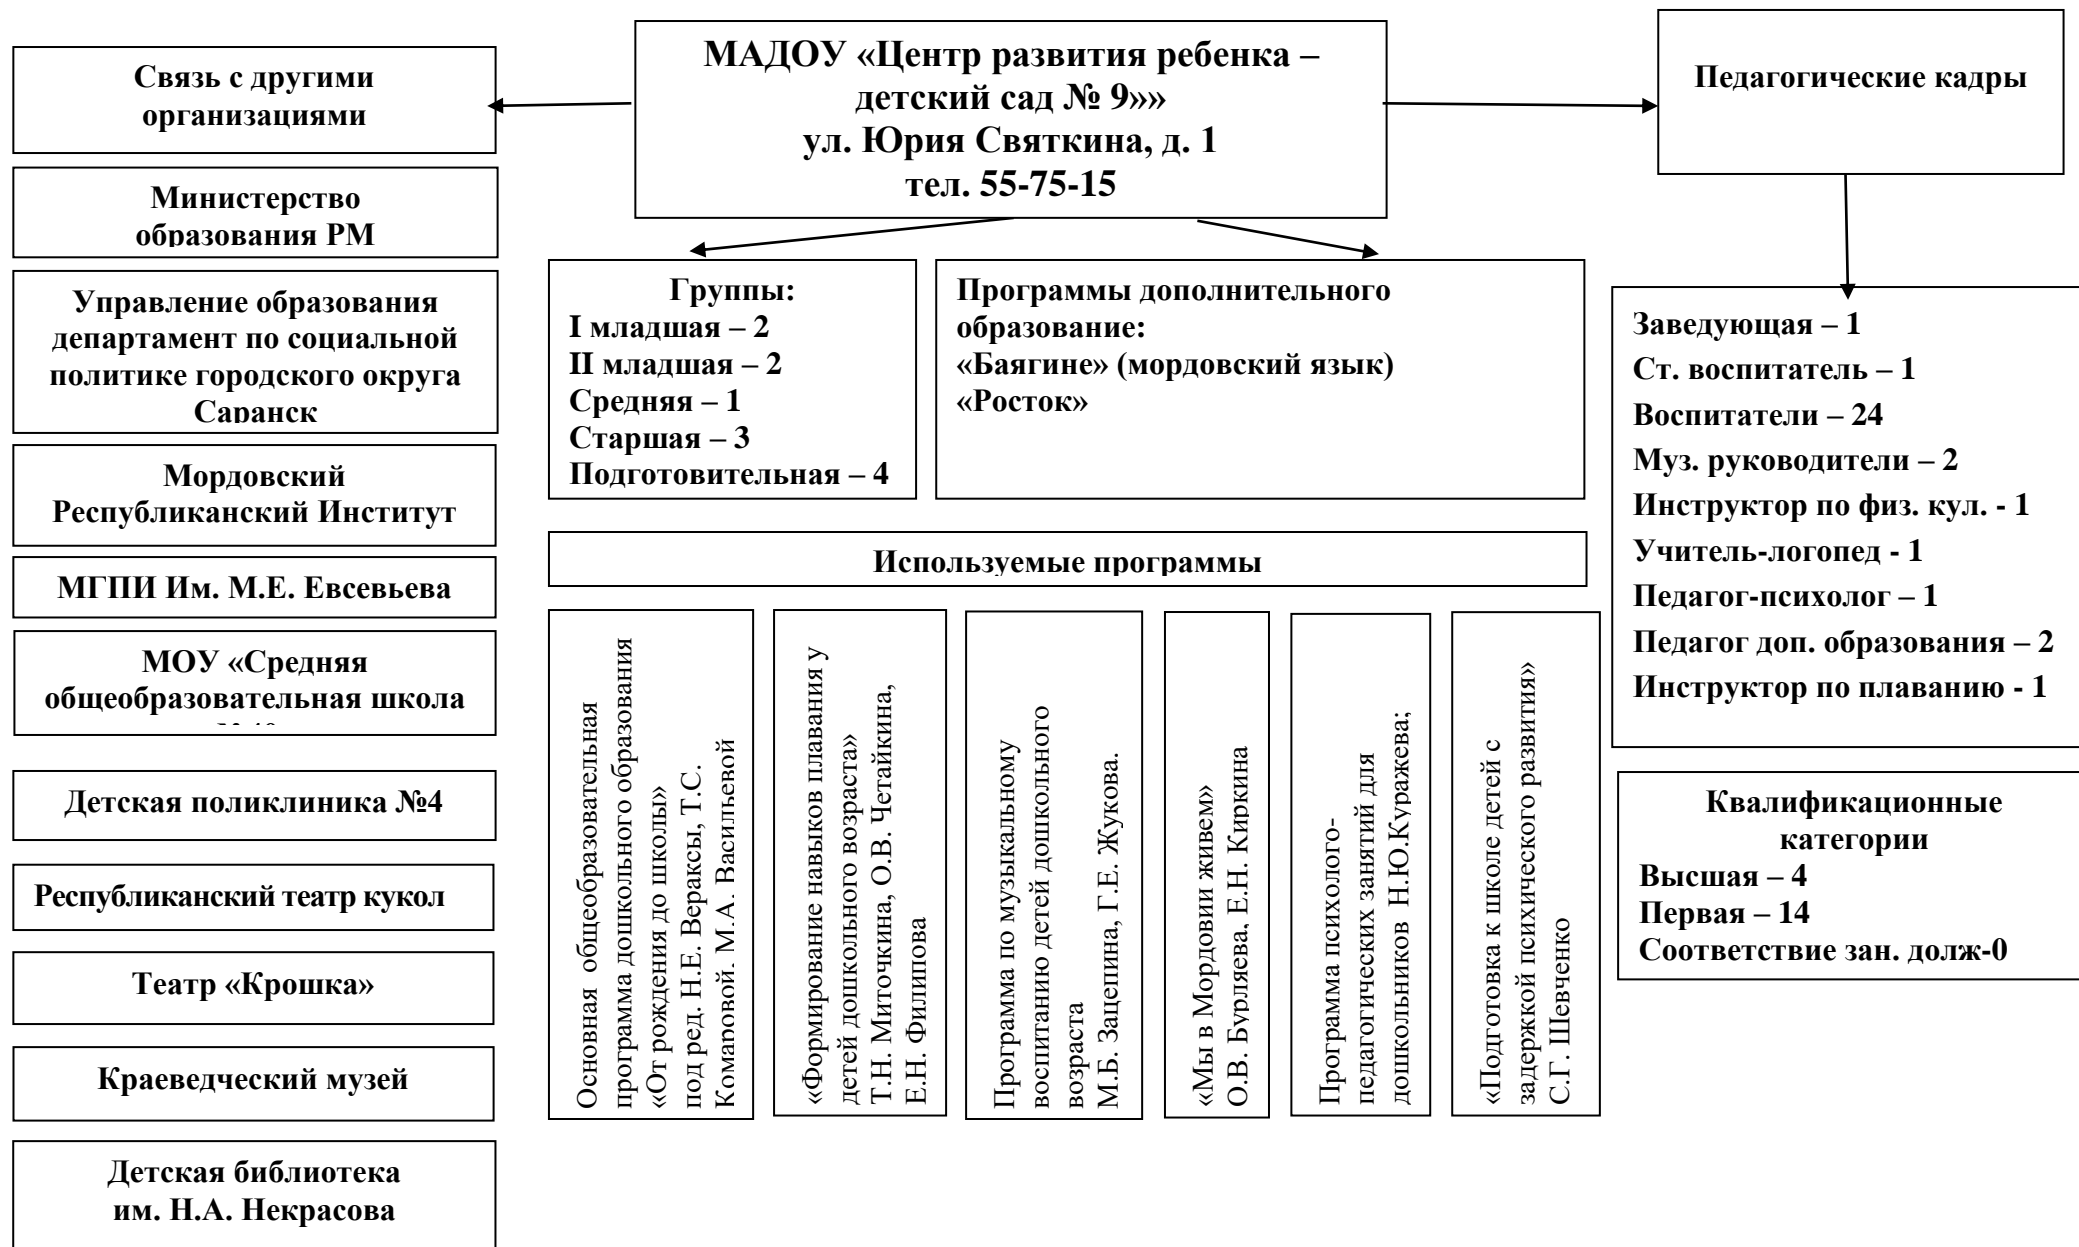 Связь с другими
организациями
Министерство
образования РМ
Управление образования
департамент по социальной
политике городского округа
Саранск
Мордовский
Республиканский Институт
МГПИ Им. М.Е. Евсевьева
МОУ «Средняя
общеобразовательная школа
Детская поликлиника №4
Республиканский театр кукол
Театр «Крошка»
Краеведческий музей
Детская библиотека
им. Н.А. Некрасова
МАДОУ «Центр развития ребенка –
детский сад № 9»»
ул. Юрия Святкина, д. 1
тел. 55-75-15
Группы:
I младшая – 2
II младшая – 2
Средняя – 1
Старшая – 3
Подготовительная – 4
Программы дополнительного
образование:
«Баягине» (мордовский язык)
«Росток»
Используемые программы
Основная общеобразовательная
программа дошкольного образования
«От рождения до школы»
под ред. Н.Е. Вераксы, Т.С.
Комаровой, М.А. Васильевой
«Формирование навыков плавания у
детей дошкольного возраста»
Т.Н. Миточкина, О.В. Четайкина,
Е.Н. Филипова
Программа по музыкальному
воспитанию детей дошкольного
возраста
М.Б. Зацепина, Г.Е. Жукова.
«Мы в Мордовии живем»
О.В. Бурляева, Е.Н. Киркина
Программа психолого-
педагогических занятий для
дошкольников Н.Ю.Куражева;
«Подготовка к школе детей с
задержкой психического развития»
С.Г. Шевченко
Педагогические кадры
Заведующая – 1
Ст. воспитатель – 1
Воспитатели – 24
Муз. руководители – 2
Инструктор по физ. кул. - 1
Учитель-логопед - 1
Педагог-психолог – 1
Педагог доп. образования – 2
Инструктор по плаванию - 1
Квалификационные
категории
Высшая – 4
Первая – 14
Соответствие зан. долж-0